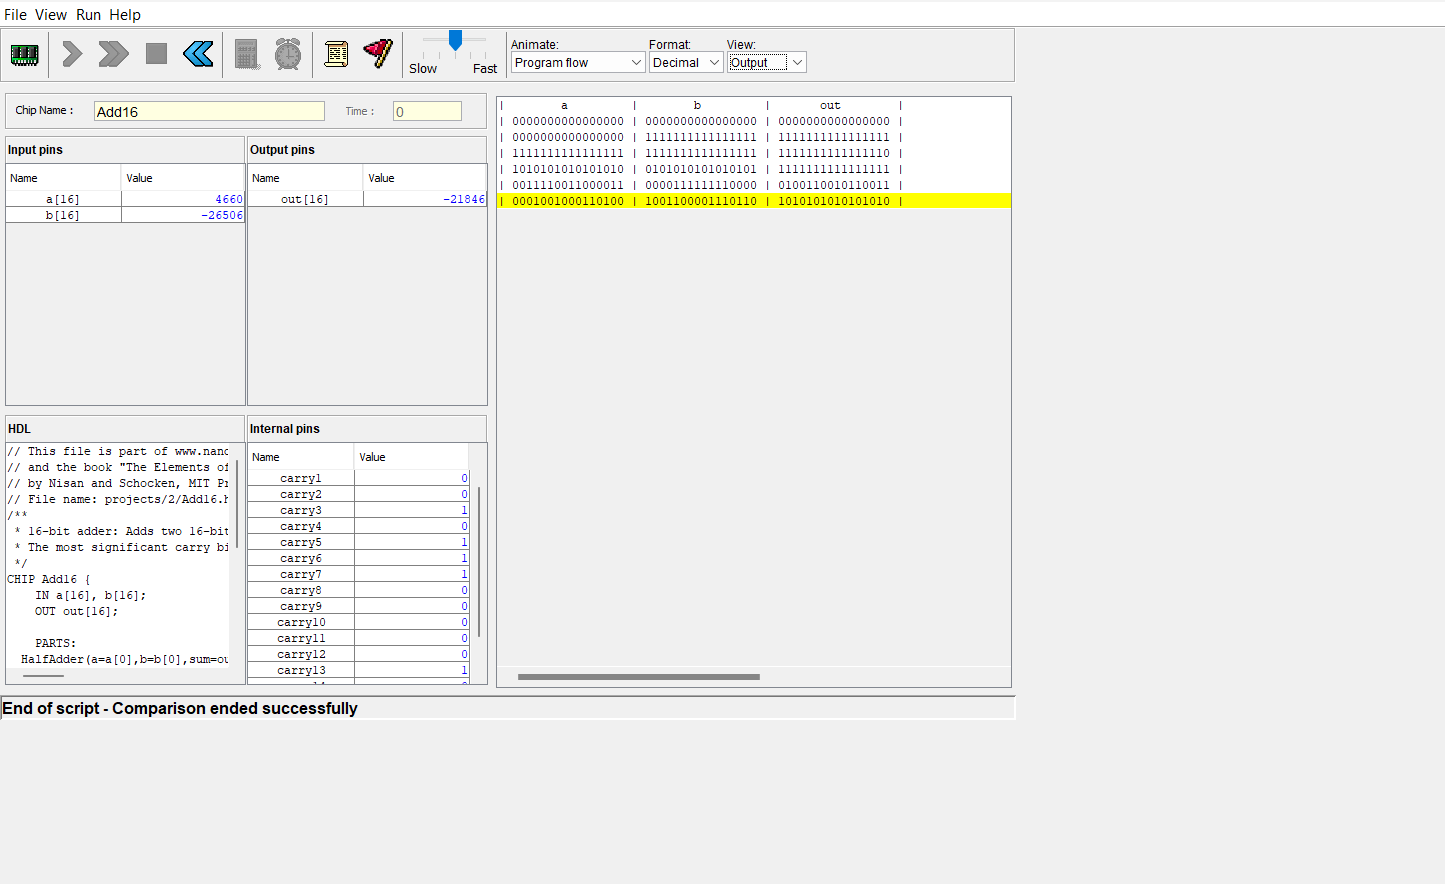 File View Run Help
Animate: Format: View:
Slow Fast Program flow Decimal Output
Chip Name : Add16 Time : 0
Input pins
Name Value
a[16] 4660
b[16] -26506
Output pins
Name Value
out[16] -21846
HDL
// This file is part of www.nand
// and the book "The Elements of
// by Nisan and Schocken, MIT Pr
// File name: projects/2/Add16.h
/**
* 16-bit adder: Adds two 16-bit
* The most significant carry bi
*/
CHIP Add16 {
IN a[16], b[16];
OUT out[16];
PARTS:
HalfAdder(a=a[0],b=b[0],sum=ou
Internal pins
Name Value
carry1 0
carry2 0
carry3 1
carry4 0
carry5 1
carry6 1
carry7 1
carry8 0
carry9 0
carry10 0
carry11 0
carry12 0
carry13 1
| a | b | out |
| 0000000000000000 | 0000000000000000 | 0000000000000000 |
| 0000000000000000 | 1111111111111111 | 1111111111111111 |
| 1111111111111111 | 1111111111111111 | 1111111111111110 |
| 1010101010101010 | 0101010101010101 | 1111111111111111 |
| 0011110011000011 | 0000111111110000 | 0100110010110011 |
| 0001001000110100 | 1001100001110110 | 1010101010101010 |
End of script - Comparison ended successfully